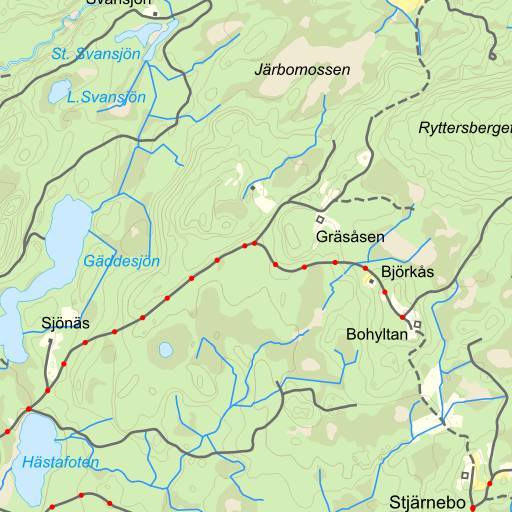 Svansjön
St. Svansjön
Järbomossen
L.Svansjön
Ryttersberget
Gräsåsen
Gäddesjön
Björkås
Sjönäs
Bohyltan
Hästafoten
Stjärnebo